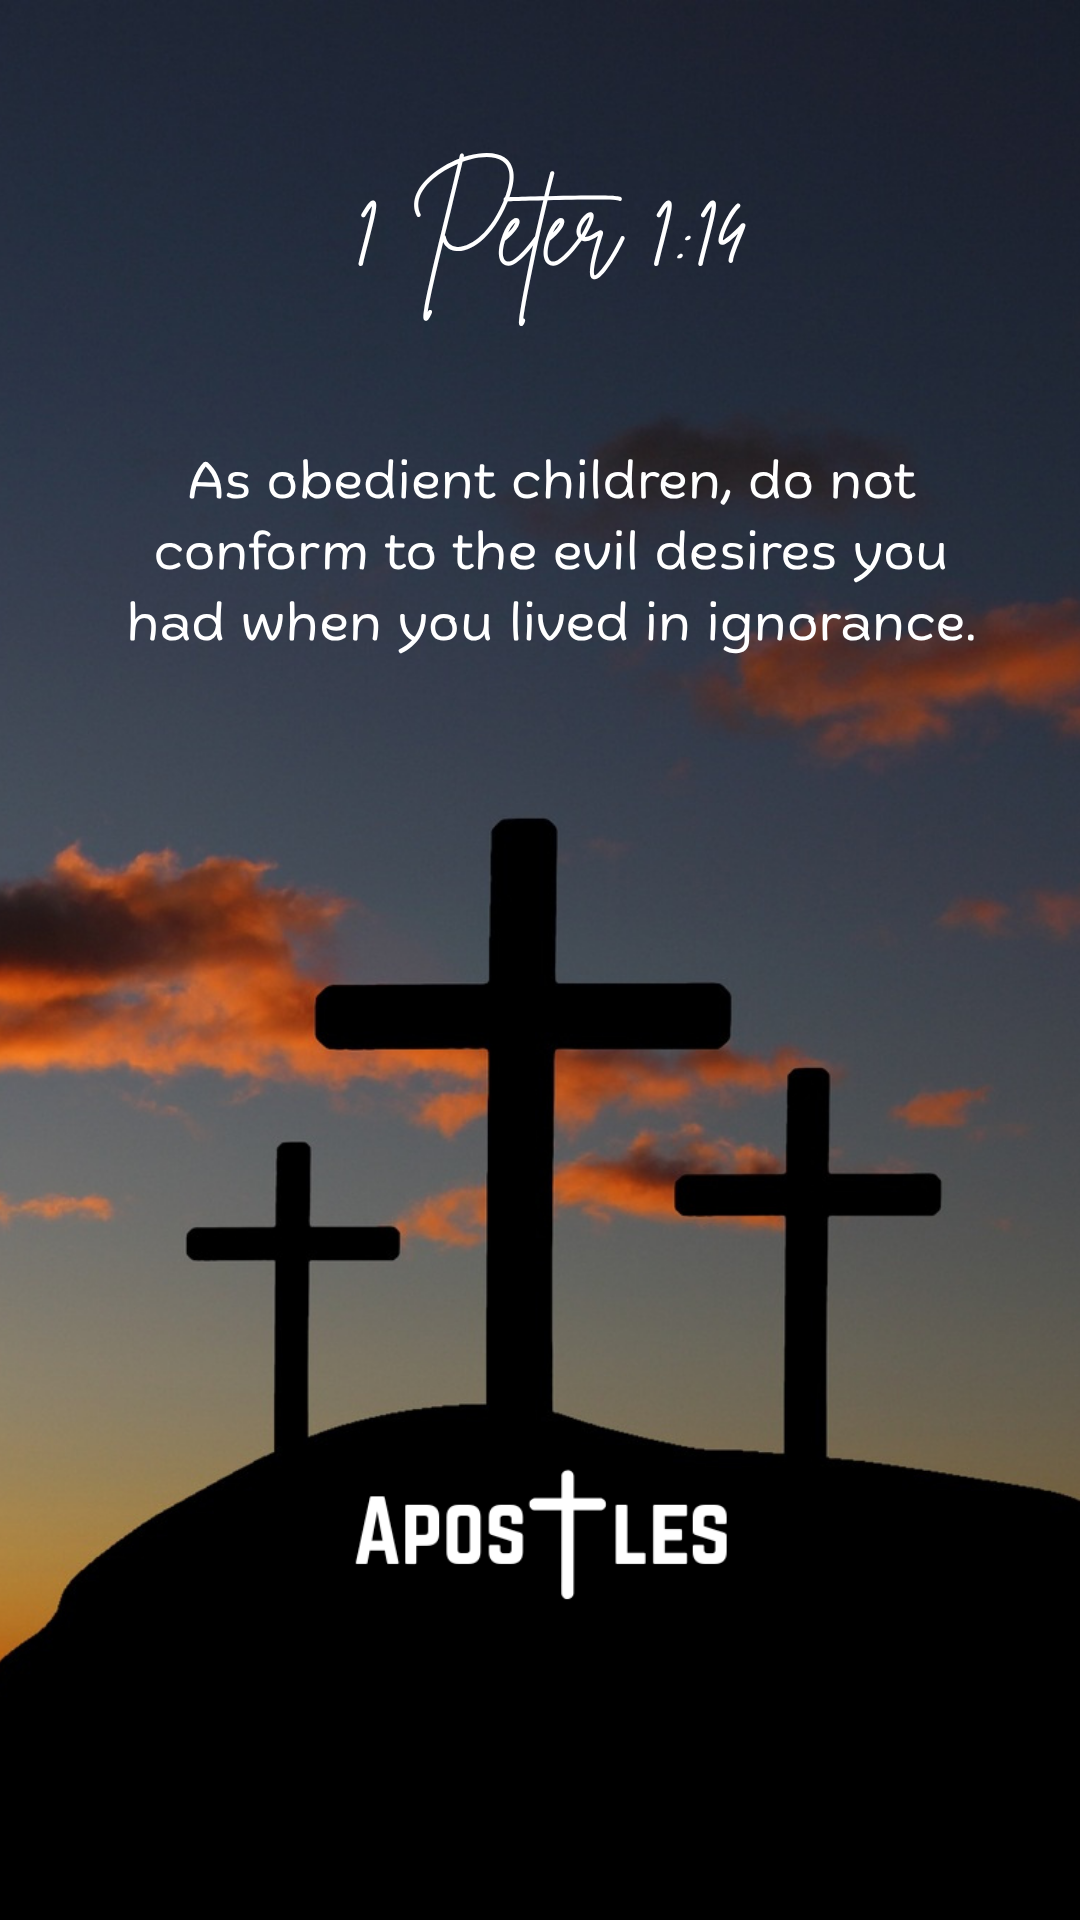 1 Peter 1:14
As obedient children, do not
conform to the evil desires you
had when you lived in ignorance.
APOSTLES